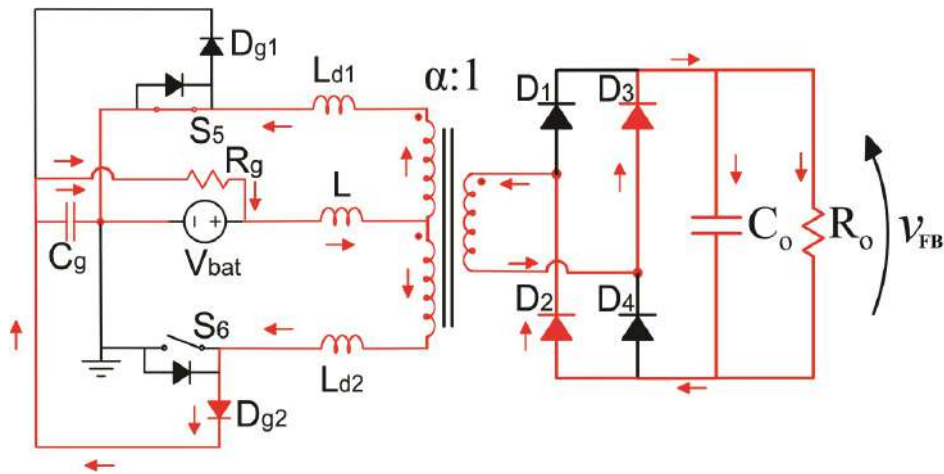 Dg1
Ld1
α:1
D1
D3
S5
Rg
L
Cg
Vbat
Co
Ro
vFB
D2
D4
S6
Ld2
Dg2